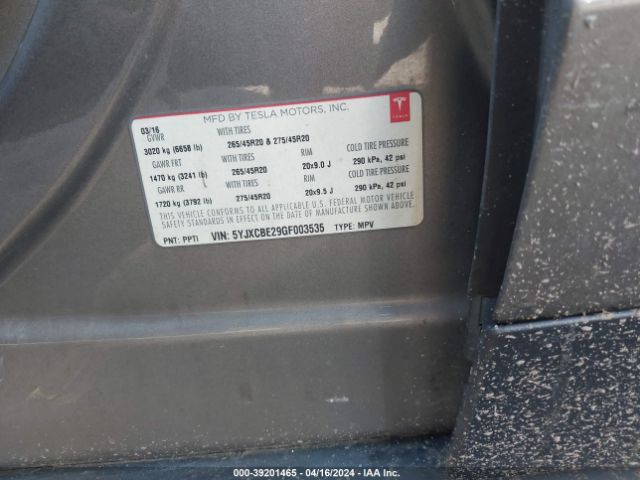 MFD BY TESLA MOTORS, INC.
TESLA
03/16
GVWR WITH TIRES
3020 kg (6658 lb) 265/45R20 & 275/45R20
GAWR FRT WITH TIRES RIM COLD TIRE PRESSURE
1470 kg (3241 lb) 265/45R20 20x9.0 J 290 kPa, 42 psi
GAWR RR WITH TIRES RIM COLD TIRE PRESSURE
1720 kg (3792 lb) 275/45R20 20x9.5 J 290 kPa, 42 psi
THIS VEHICLE CONFORMS TO ALL APPLICABLE U.S. FEDERAL MOTOR VEHICLE
SAFETY STANDARDS IN EFFECT ON THE DATE OF MANUFACTURE SHOWN ABOVE.
PNT: PPTI VIN: 5YJXCBE29GF003535 TYPE: MPV
000-39201465 - 04/16/2024 - IAA Inc.